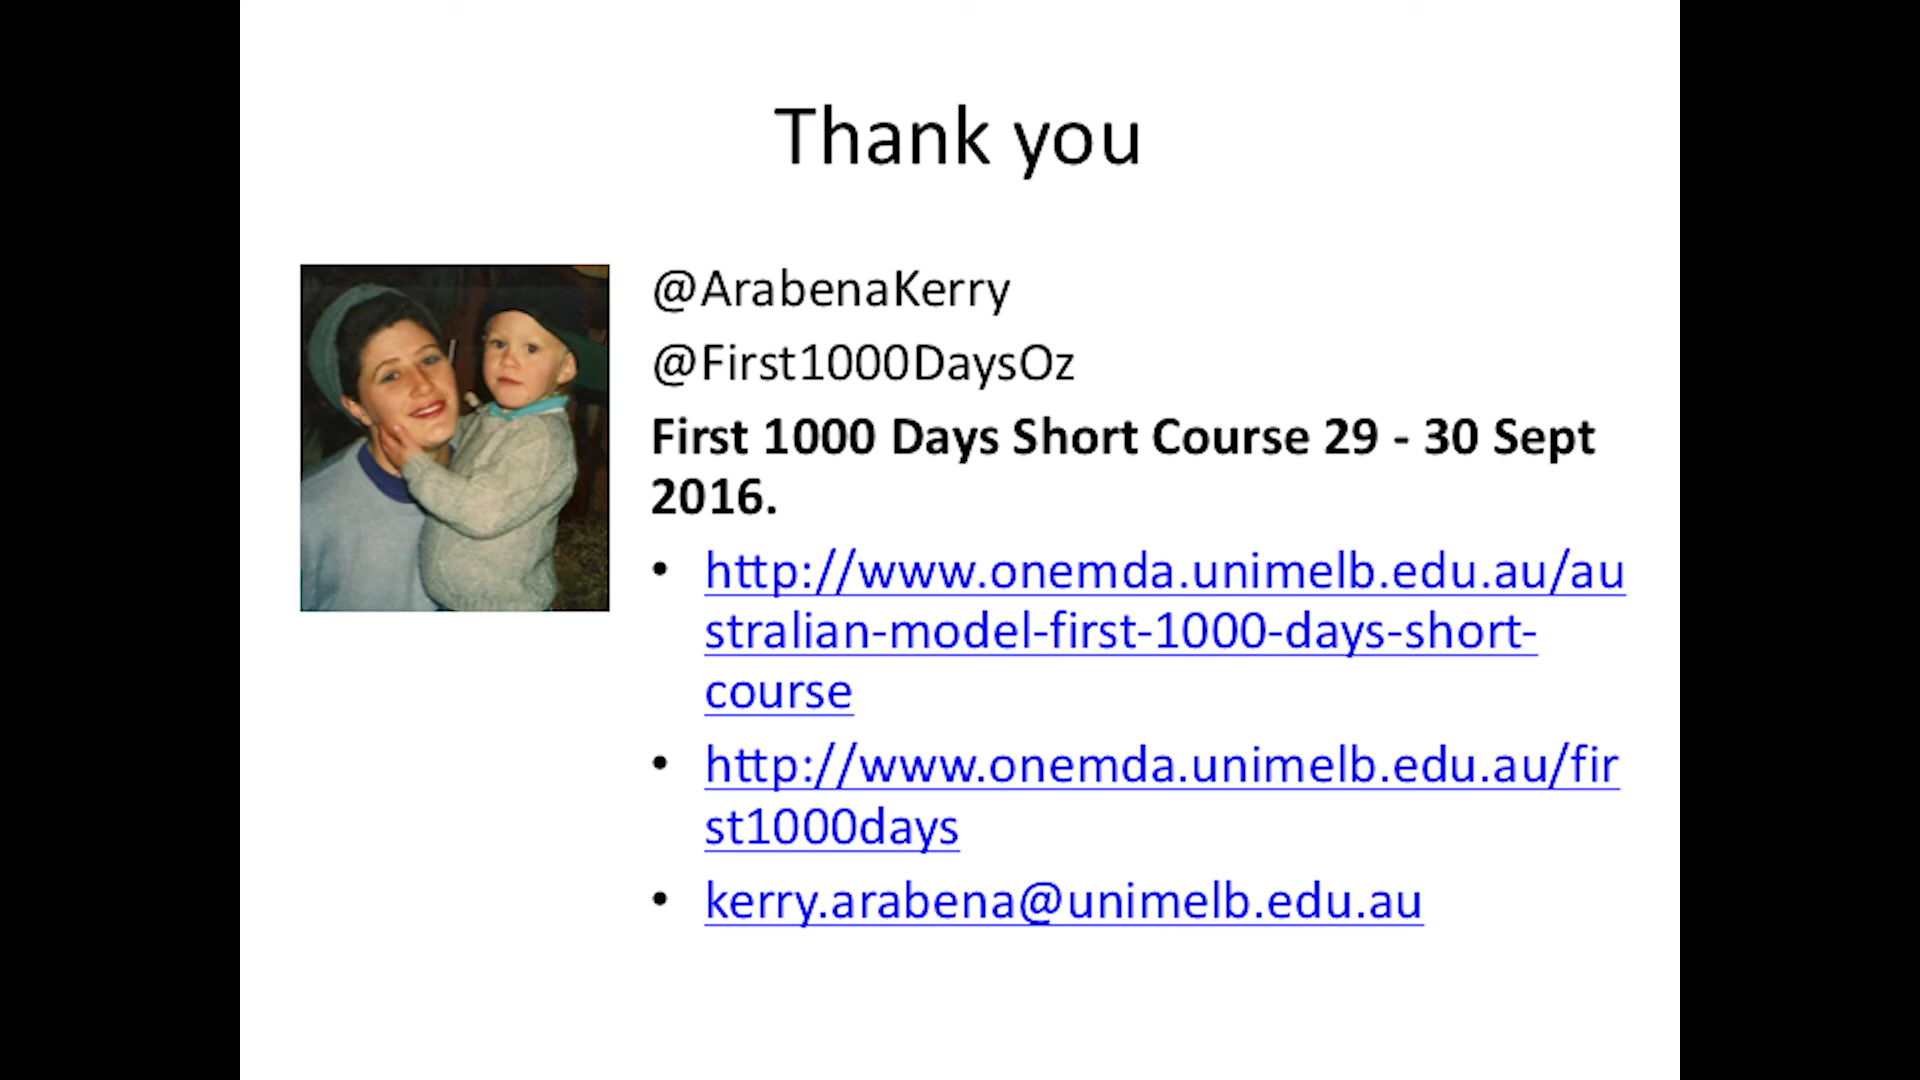 Thank you
@ArabenaKerry
@First1000DaysOz
First 1000 Days Short Course 29 - 30 Sept
2016.
• http://www.onemda.unimelb.edu.au/au
stralian-model-first-1000-days-short-
course
• http://www.onemda.unimelb.edu.au/fir
st1000days
• kerry.arabena@unimelb.edu.au